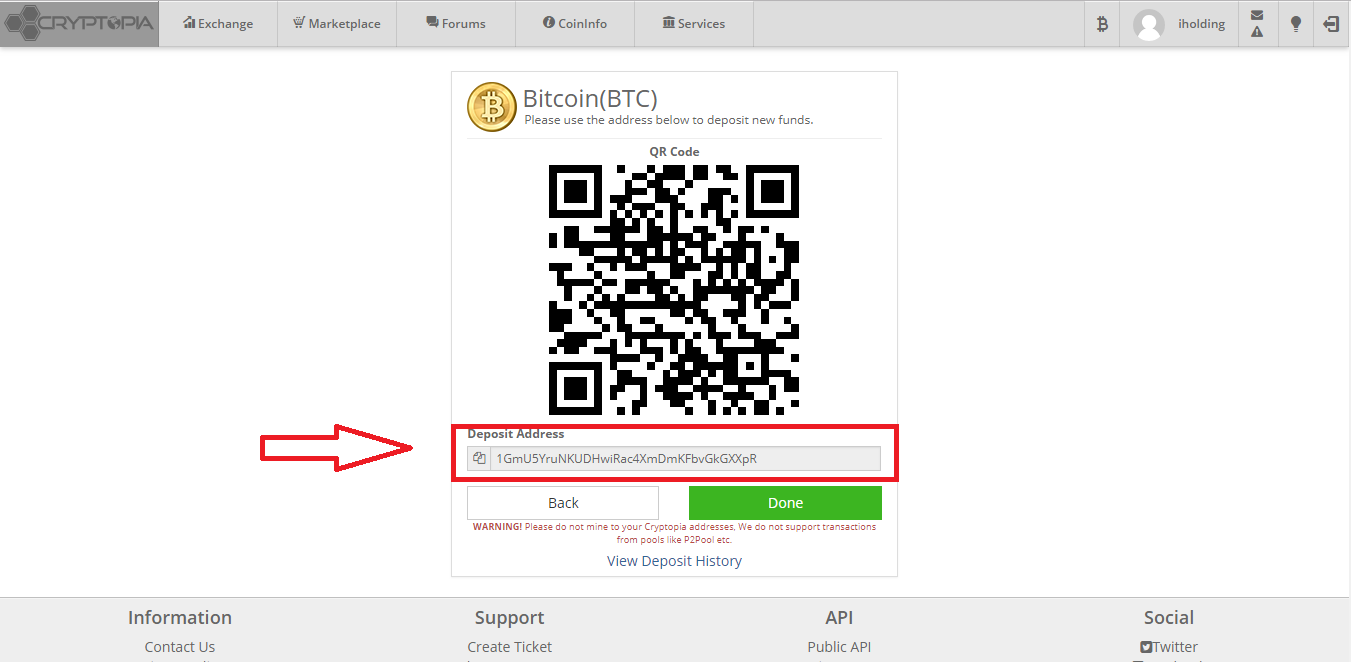 CRYPTOPIA Exchange Marketplace Forums CoinInfo Services iholding
Bitcoin(BTC)
Please use the address below to deposit new funds.
QR Code
Deposit Address
1GmU5YruNKUDHwiRac4XmDmKFbvGkGXXpR
Back Done
WARNING! Please do not mine to your Cryptopia addresses, We do not support transactions
from pools like P2Pool etc.
View Deposit History
Information Support API Social
Contact Us Create Ticket Public API Twitter